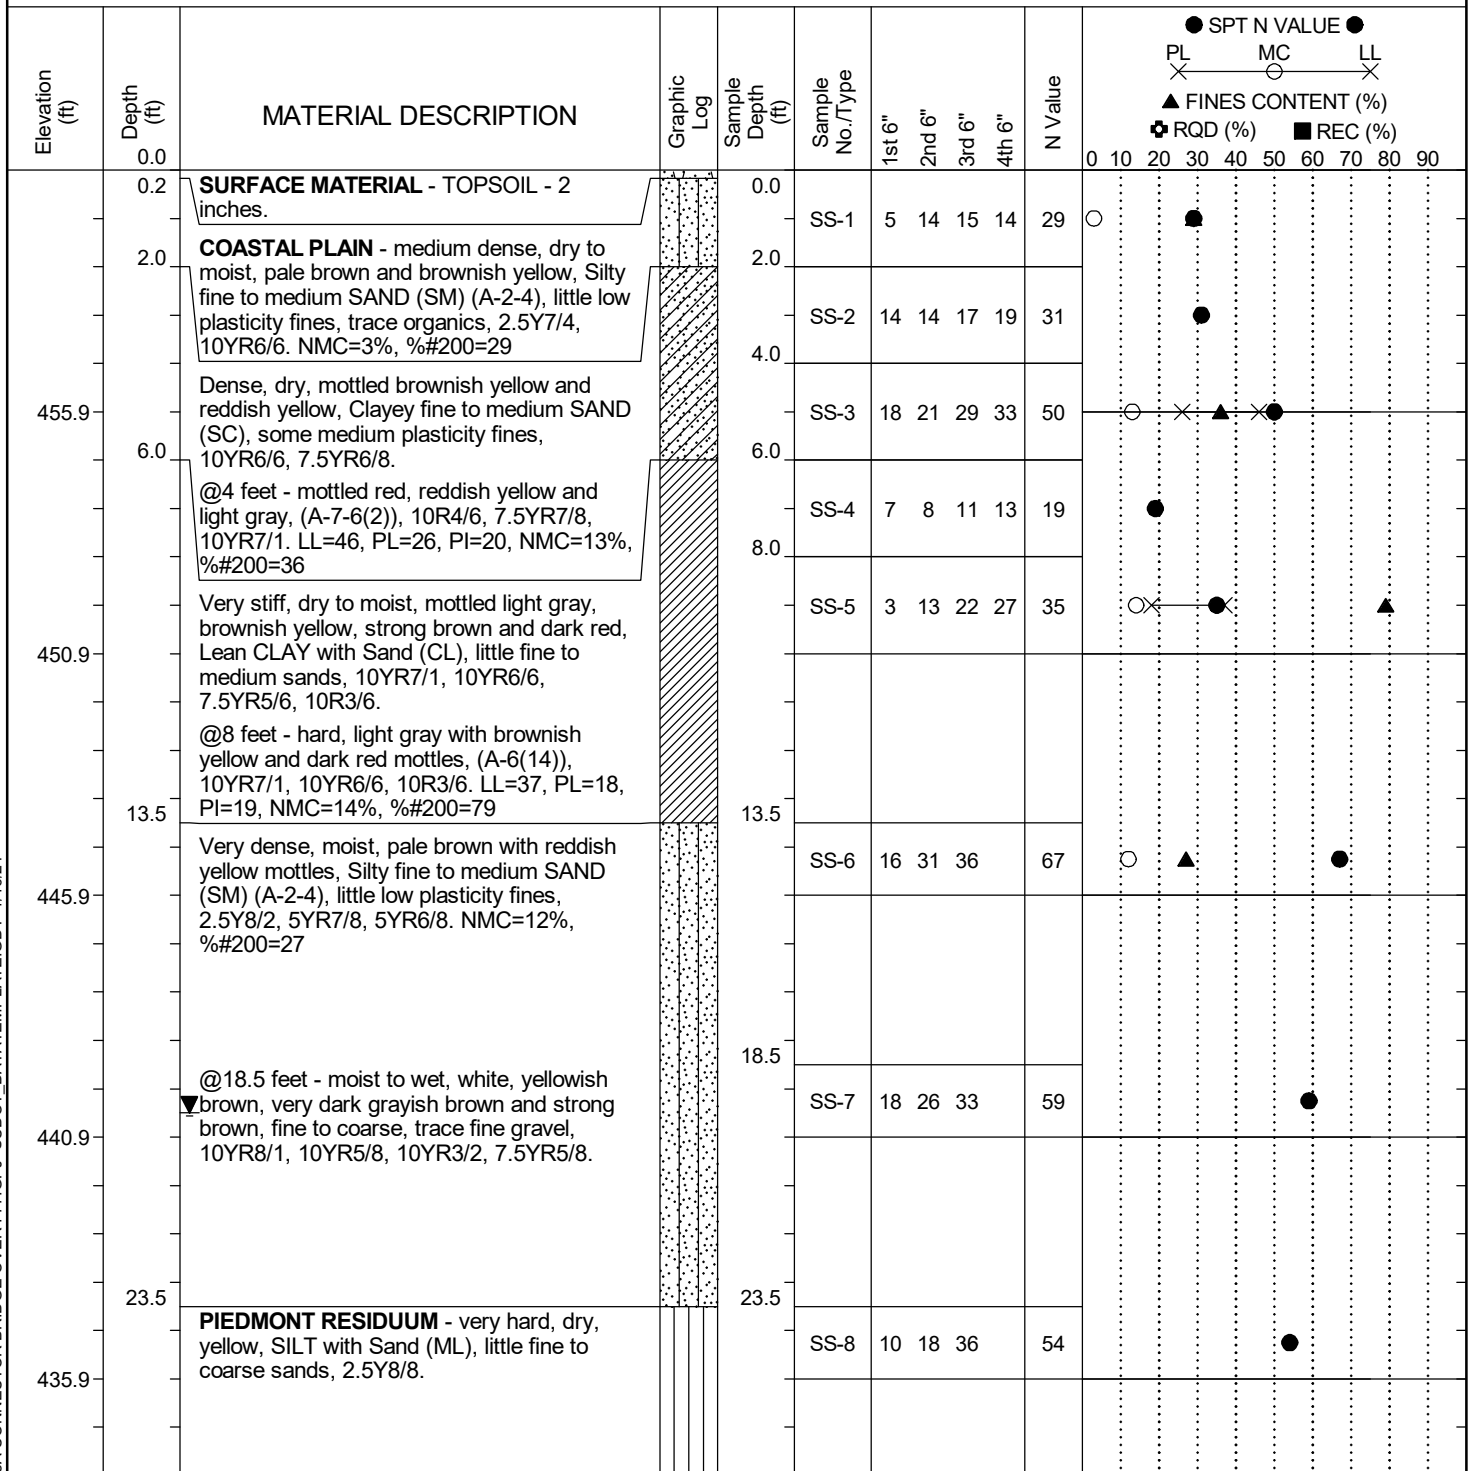 ● SPT N VALUE ●
PL MC LL
▲ FINES CONTENT (%)
RQD (%) ■ REC (%)
0 10 20 30 40 50 60 70 80 90
Elevation (ft)
Depth (ft)
0.0
MATERIAL DESCRIPTION
Graphic Log
Sample Depth (ft)
Sample No./Type
1st 6"
2nd 6"
3rd 6"
4th 6"
N Value
0.2
SURFACE MATERIAL - TOPSOIL - 2
inches.
0.0
SS-1 5 14 15 14 29
2.0
COASTAL PLAIN - medium dense, dry to
moist, pale brown and brownish yellow, Silty
fine to medium SAND (SM) (A-2-4), little low
plasticity fines, trace organics, 2.5Y7/4,
10YR6/6. NMC=3%, %#200=29
2.0
SS-2 14 14 17 19 31
4.0
Dense, dry, mottled brownish yellow and
reddish yellow, Clayey fine to medium SAND
(SC), some medium plasticity fines,
10YR6/6, 7.5YR6/8.
455.9
SS-3 18 21 29 33 50
6.0
6.0
@4 feet - mottled red, reddish yellow and
light gray, (A-7-6(2)), 10R4/6, 7.5YR7/8,
10YR7/1. LL=46, PL=26, PI=20, NMC=13%,
%#200=36
SS-4 7 8 11 13 19
8.0
Very stiff, dry to moist, mottled light gray,
brownish yellow, strong brown and dark red,
Lean CLAY with Sand (CL), little fine to
medium sands, 10YR7/1, 10YR6/6,
7.5YR5/6, 10R3/6.
SS-5 3 13 22 27 35
450.9
@8 feet - hard, light gray with brownish
yellow and dark red mottles, (A-6(14)),
10YR7/1, 10YR6/6, 10R3/6. LL=37, PL=18,
PI=19, NMC=14%, %#200=79
13.5
13.5
Very dense, moist, pale brown with reddish
yellow mottles, Silty fine to medium SAND
(SM) (A-2-4), little low plasticity fines,
2.5Y8/2, 5YR7/8, 5YR6/8. NMC=12%,
%#200=27
SS-6 16 31 36 67
445.9
18.5
@18.5 feet - moist to wet, white, yellowish
brown, very dark grayish brown and strong
brown, fine to coarse, trace fine gravel,
10YR8/1, 10YR5/8, 10YR3/2, 7.5YR5/8.
SS-7 18 26 33 59
440.9
23.5
23.5
PIEDMONT RESIDUUM - very hard, dry,
yellow, SILT with Sand (ML), little fine to
coarse sands, 2.5Y8/8.
SS-8 10 18 36 54
435.9